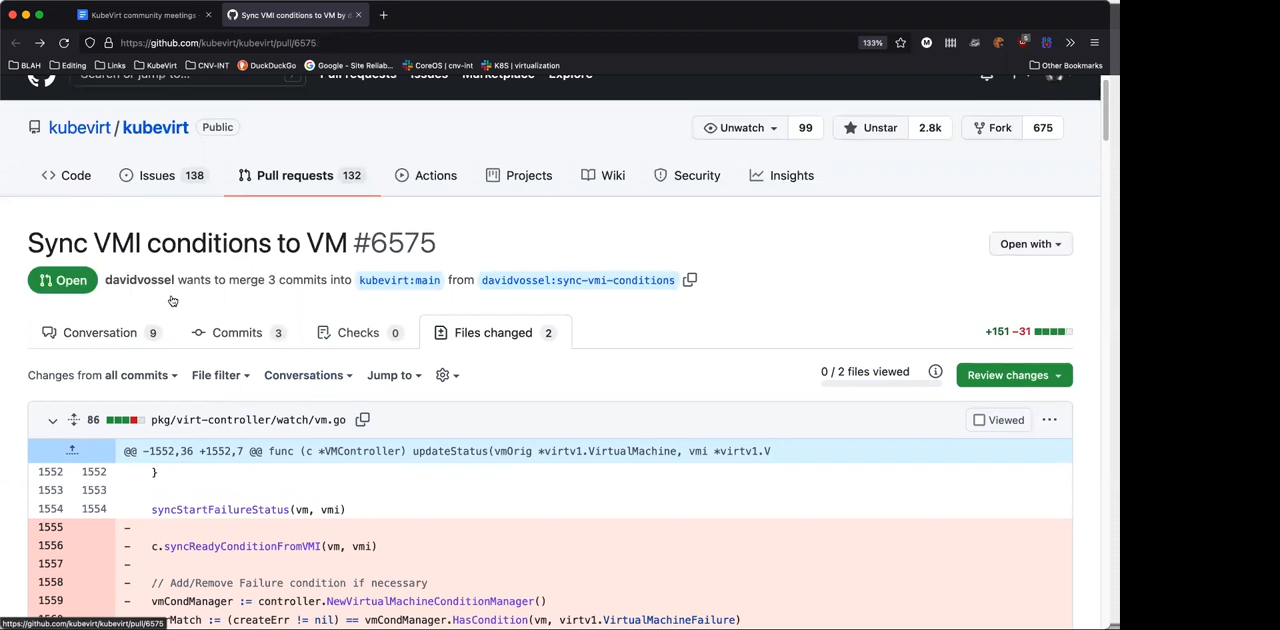 KubeVirt community meetings
Sync VMI conditions to VM by d
https://github.com/kubevirt/kubevirt/pull/6575
133%
BLAH
Editing
Links
KubeVirt
CNV-INT
DuckDuckGo
Google - Site Reliab...
CoreOS | cnv-int
K8S | virtualization
Other Bookmarks
Search or jump to...
Pull requests
Issues
Marketplace
Explore
kubevirt / kubevirt
Public
Unwatch
99
Unstar
2.8k
Fork
675
Code
Issues 138
Pull requests 132
Actions
Projects
Wiki
Security
Insights
Sync VMI conditions to VM #6575
Open with
Open
davidvossel wants to merge 3 commits into kubevirt:main from davidvossel:sync-vmi-conditions
Conversation 9
Commits 3
Checks 0
Files changed 2
+151 −31
Changes from all commits
File filter
Conversations
Jump to
0 / 2 files viewed
Review changes
86 pkg/virt-controller/watch/vm.go
Viewed
@@ -1552,36 +1552,7 @@ func (c *VMController) updateStatus(vmOrig *virtv1.VirtualMachine, vmi *virtv1.V
1552 1552 }
1553 1553
1554 1554 syncStartFailureStatus(vm, vmi)
1555 -
1556 - c.syncReadyConditionFromVMI(vm, vmi)
1557 -
1558 - // Add/Remove Failure condition if necessary
1559 - vmCondManager := controller.NewVirtualMachineConditionManager()
Match := (createErr != nil) == vmCondManager.HasCondition(vm, virtv1.VirtualMachineFailure)
https://github.com/kubevirt/kubevirt/pull/6575